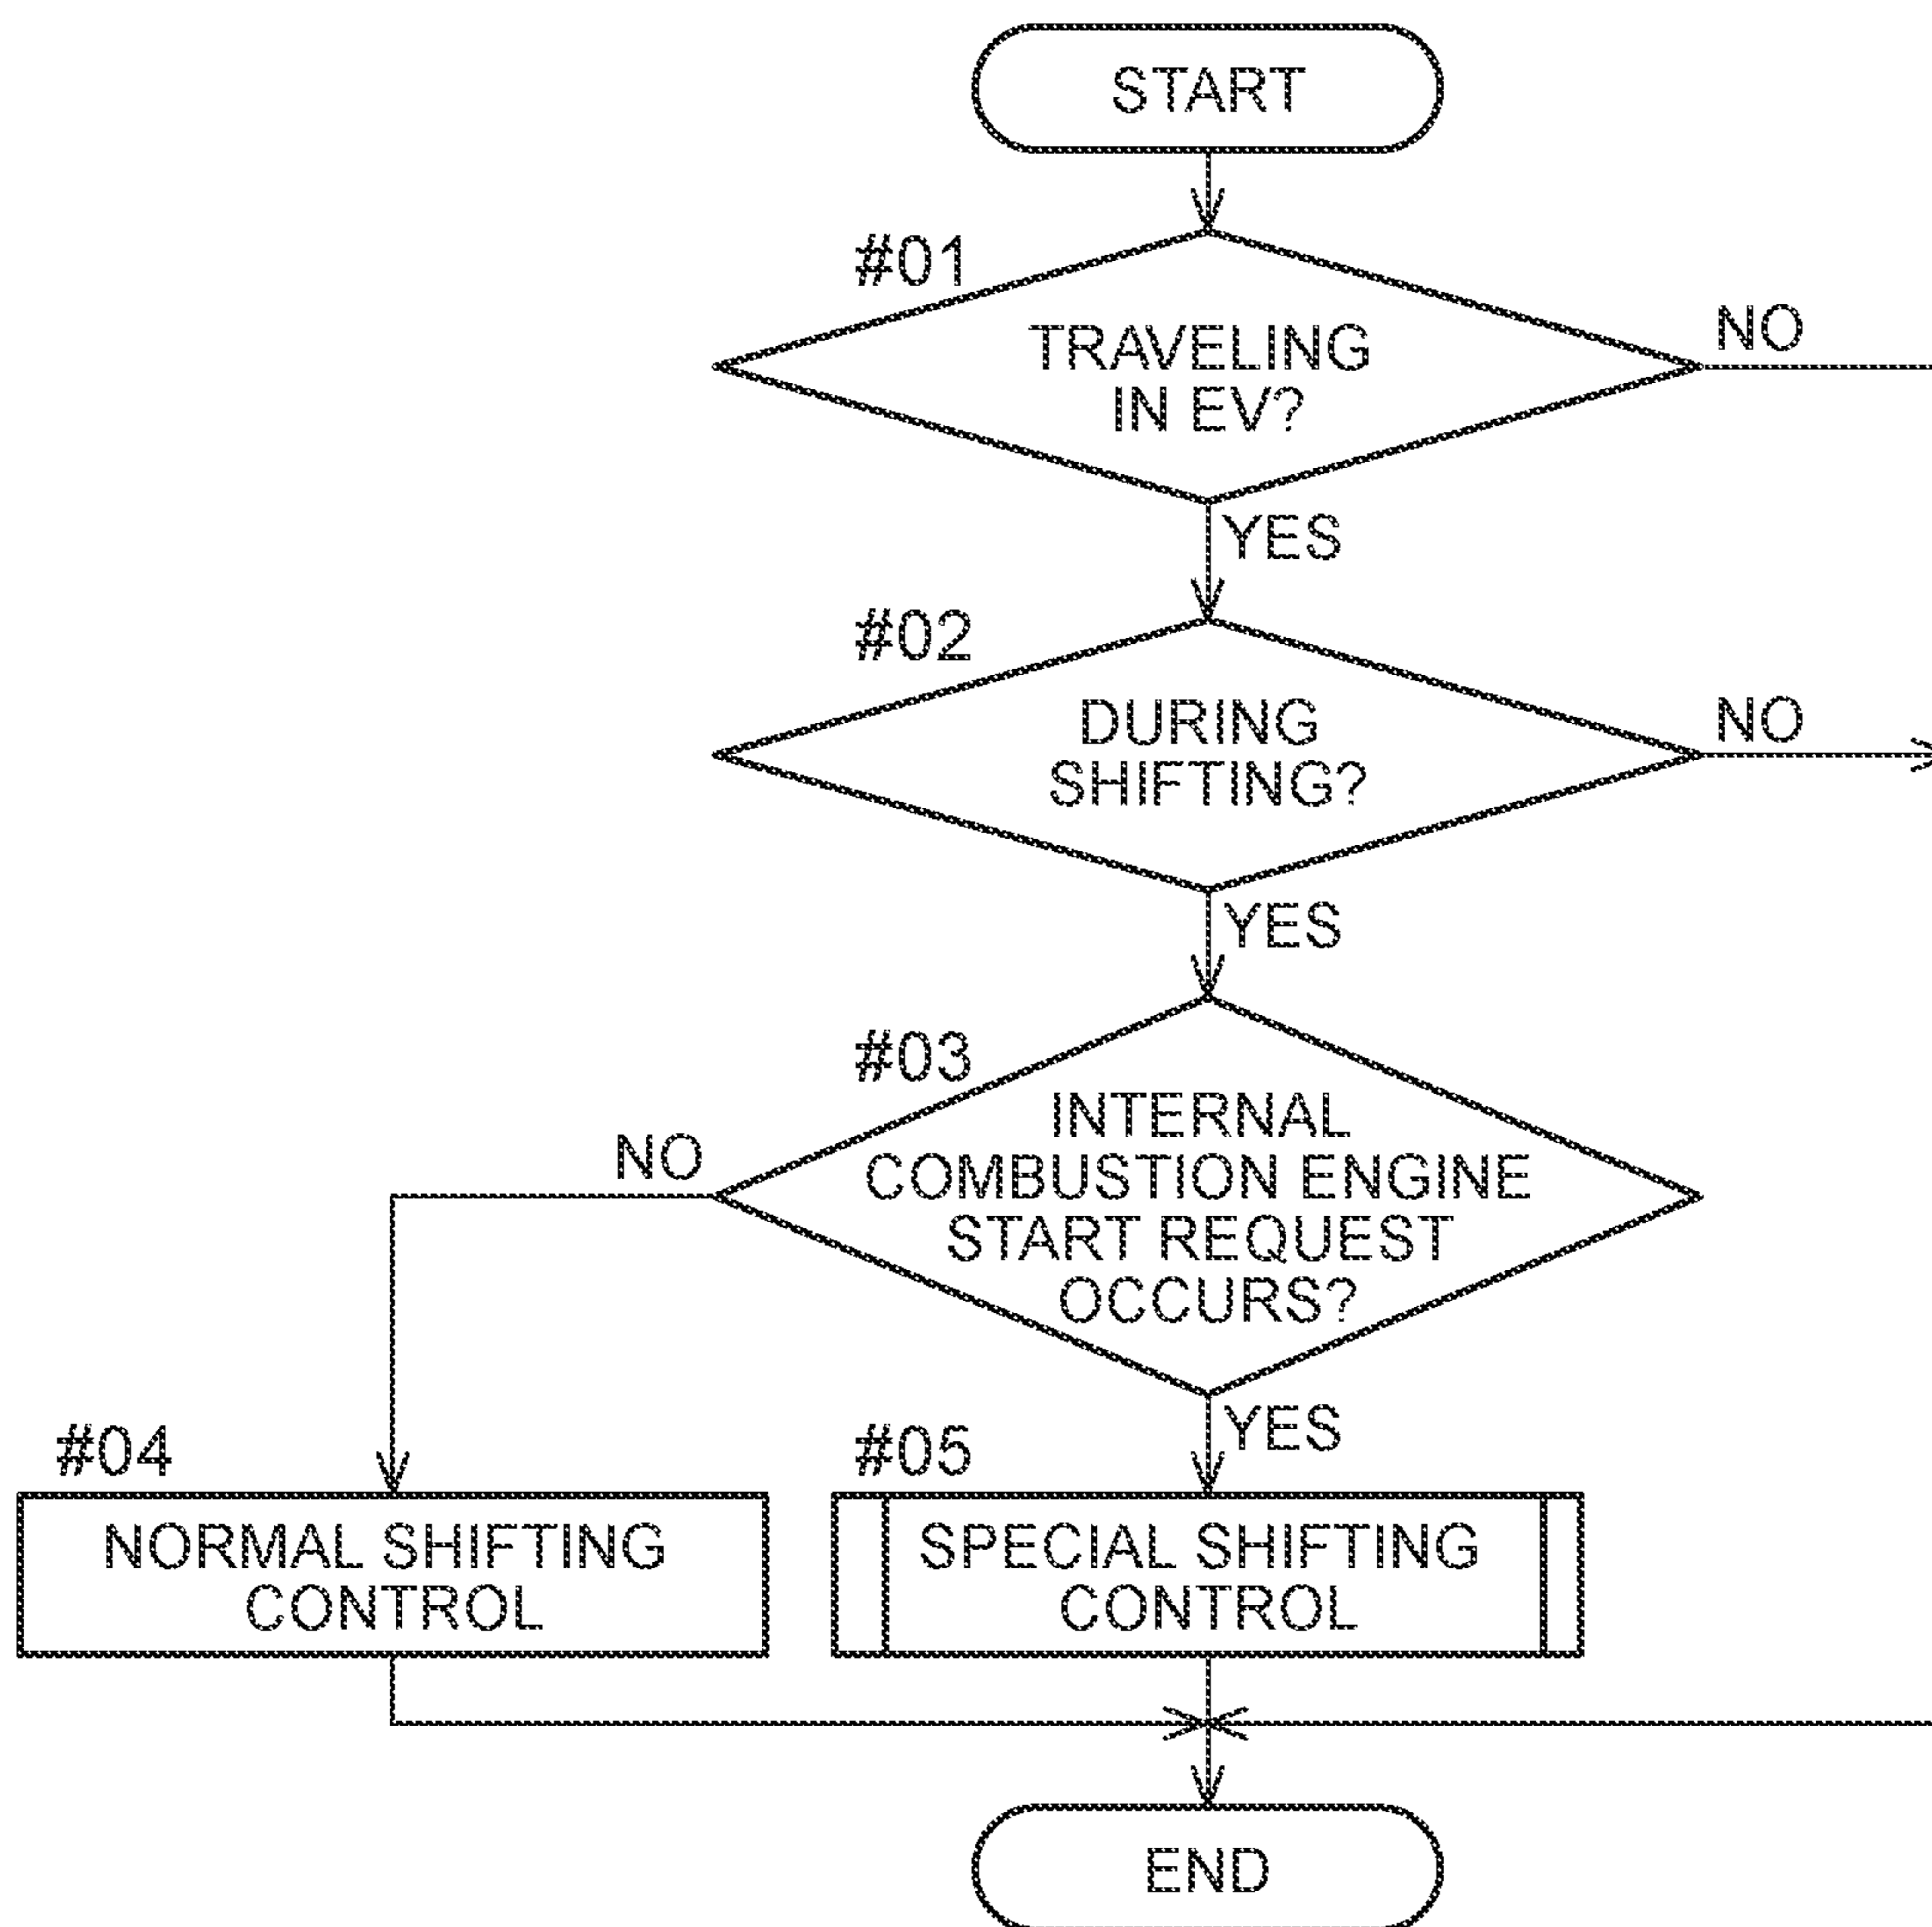 START
#01
TRAVELING
IN EV?
NO
YES
#02
DURING
SHIFTING?
NO
YES
#03
INTERNAL
COMBUSTION ENGINE
START REQUEST
OCCURS?
NO
YES
#04
NORMAL SHIFTING
CONTROL
#05
SPECIAL SHIFTING
CONTROL
END